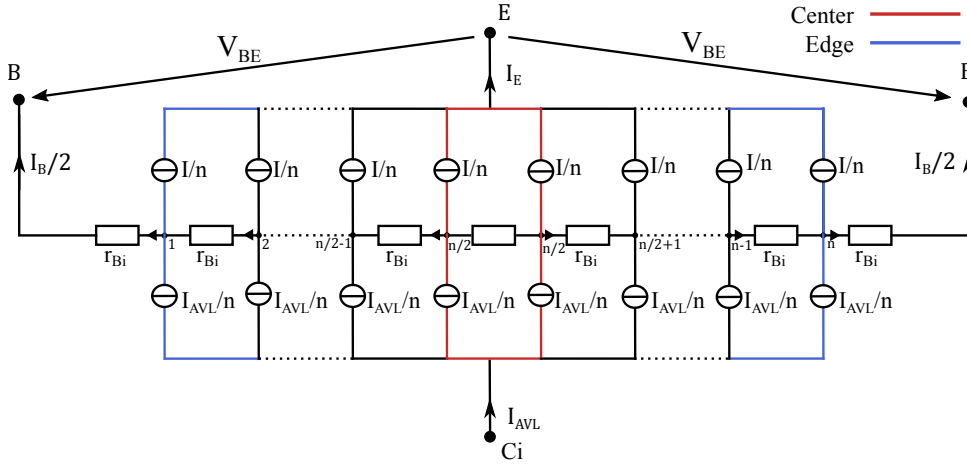 E
Center
Edge
V_BE
V_BE
B
B
I_E
I_B/2
I/n
I/n
I/n
I/n
I/n
I/n
I/n
I/n
I_B/2
1
2
n/2-1
n/2
n/2
n/2+1
n-1
n
r_Bi
r_Bi
r_Bi
r_Bi
r_Bi
r_Bi
I_AVL/n
I_AVL/n
I_AVL/n
I_AVL/n
I_AVL/n
I_AVL/n
I_AVL/n
I_AVL/n
I_AVL
Ci